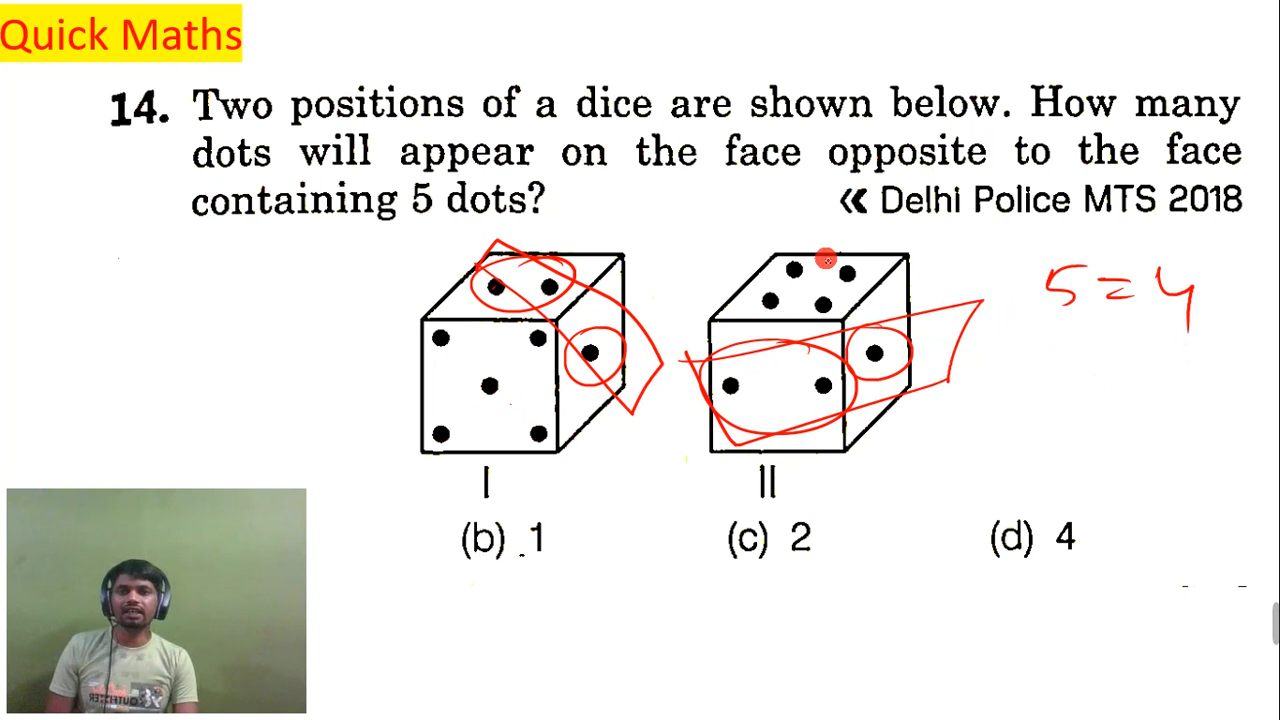 Quick Maths
14. Two positions of a dice are shown below. How many
dots will appear on the face opposite to the face
containing 5 dots? « Delhi Police MTS 2018
5 = 4
I II
(b) 1 (c) 2 (d) 4